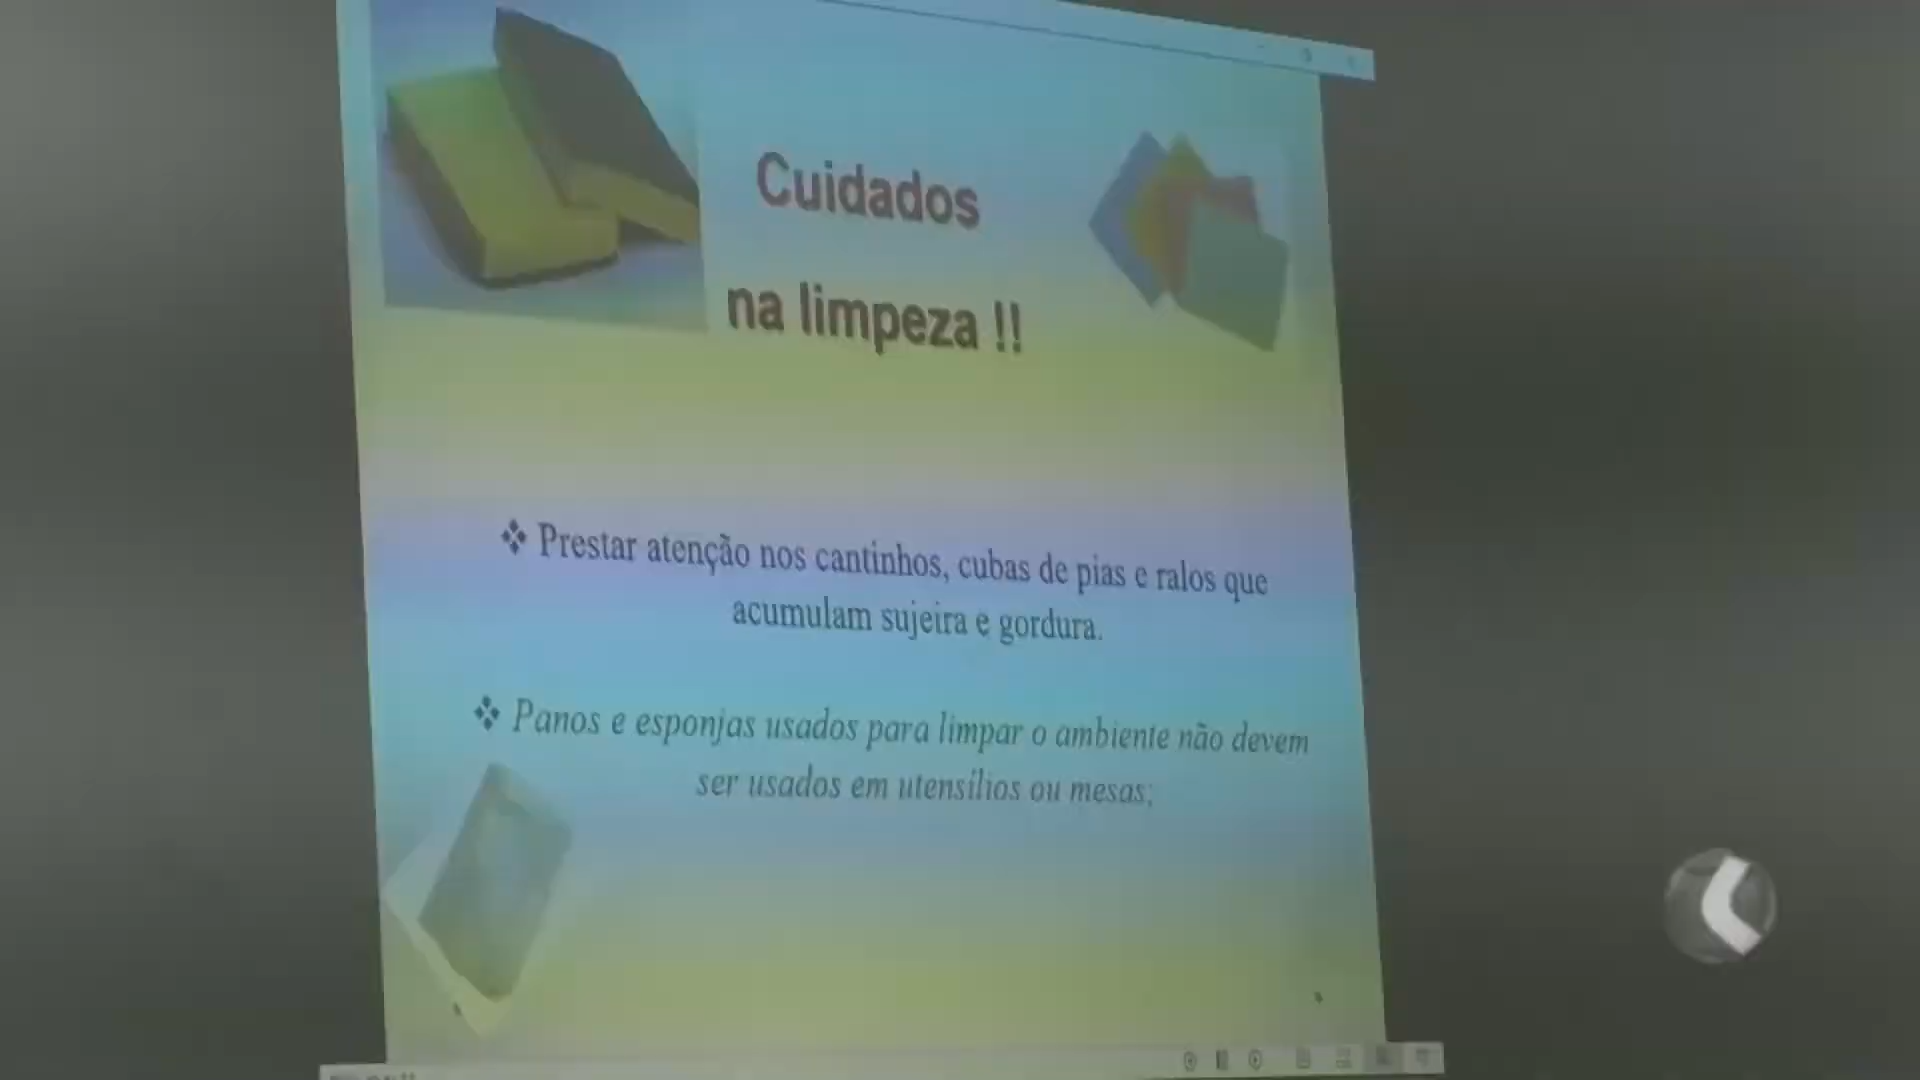 Cuidados
na limpeza !!
❖ Prestar atenção nos cantinhos, cubas de pias e ralos que
acumulam sujeira e gordura.
❖ Panos e esponjas usados para limpar o ambiente não devem
ser usados em utensílios ou mesas;